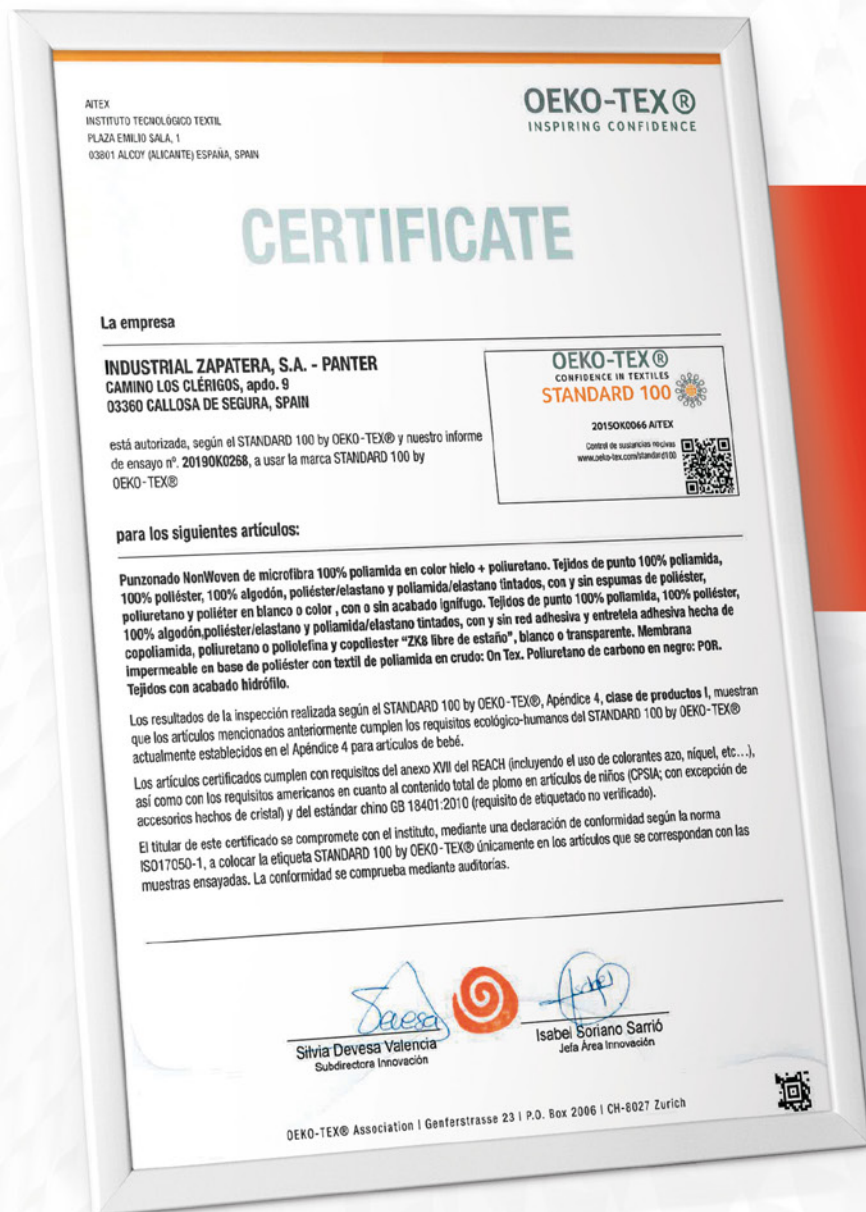 AITEX
INSTITUTO TECNOLÓGICO TEXTIL
PLAZA EMILIO SALA, 1
03801 ALCOY (ALICANTE) ESPAÑA, SPAIN
OEKO-TEX®
INSPIRING CONFIDENCE
CERTIFICATE
La empresa
INDUSTRIAL ZAPATERA, S.A. - PANTER
CAMINO LOS CLÉRIGOS, apdo. 9
03360 CALLOSA DE SEGURA, SPAIN
está autorizada, según el STANDARD 100 by OEKO-TEX® y nuestro informe
de ensayo nº. 2019OK0268, a usar la marca STANDARD 100 by
OEKO-TEX®
OEKO-TEX®
CONFIDENCE IN TEXTILES
STANDARD 100
2015OK0066 AITEX
Control de sustancias nocivas
www.oeko-tex.com/standard100
para los siguientes artículos:
Punzonado NonWoven de microfibra 100% poliamida en color hielo + poliuretano. Tejidos de punto 100% poliamida,
100% poliéster, 100% algodón, poliéster/elastano y poliamida/elastano tintados, con y sin espumas de poliéster,
poliuretano y poliéter en blanco o color , con o sin acabado ignífugo. Tejidos de punto 100% poliamida, 100% poliéster,
100% algodón,poliéster/elastano y poliamida/elastano tintados, con y sin red adhesiva y entretela adhesiva hecha de
copoliamida, poliuretano o poliolefina y copoliester “ZK8 libre de estaño”, blanco o transparente. Membrana
impermeable en base de poliéster con textil de poliamida en crudo: On Tex. Poliuretano de carbono en negro: POR.
Tejidos con acabado hidrófilo.
Los resultados de la inspección realizada según el STANDARD 100 by OEKO-TEX®, Apéndice 4, clase de productos I, muestran
que los artículos mencionados anteriormente cumplen los requisitos ecológico-humanos del STANDARD 100 by OEKO-TEX®
actualmente establecidos en el Apéndice 4 para artículos de bebé.
Los artículos certificados cumplen con requisitos del anexo XVII del REACH (incluyendo el uso de colorantes azo, níquel, etc...),
así como con los requisitos americanos en cuanto al contenido total de plomo en artículos de niños (CPSIA; con excepción de
accesorios hechos de cristal) y del estándar chino GB 18401:2010 (requisito de etiquetado no verificado).
El titular de este certificado se compromete con el instituto, mediante una declaración de conformidad según la norma
ISO17050-1, a colocar la etiqueta STANDARD 100 by OEKO-TEX® únicamente en los artículos que se correspondan con las
muestras ensayadas. La conformidad se comprueba mediante auditorías.
Devesa
Isabel
Silvia Devesa Valencia
Subdirectora Innovación
Isabel Soriano Sarrió
Jefa Área Innovación
OEKO-TEX® Association | Genferstrasse 23 | P.O. Box 2006 | CH-8027 Zurich